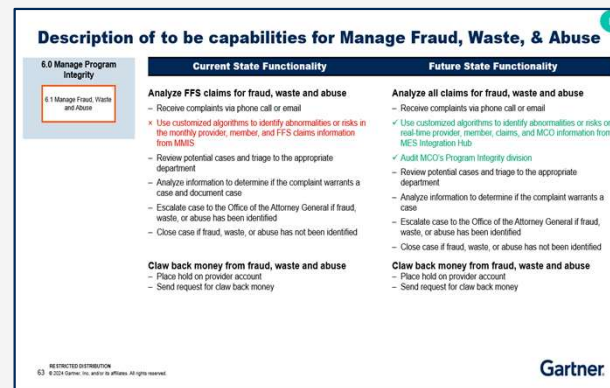 Description of to be capabilities for Manage Fraud, Waste, & Abuse
6.0 Manage Program
Integrity
6.1 Manage Fraud, Waste
and Abuse
Current State Functionality
Analyze FFS claims for fraud, waste and abuse
– Receive complaints via phone call or email
× Use customized algorithms to identify abnormalities or risks in
the monthly provider, member, and FFS claims information
from MMIS
– Review potential cases and triage to the appropriate
department
– Analyze information to determine if the complaint warrants a
case and document case
– Escalate case to the Office of the Attorney General if fraud,
waste, or abuse has been identified
– Close case if fraud, waste, or abuse has not been identified
Claw back money from fraud, waste and abuse
– Place hold on provider account
– Send request for claw back money
Future State Functionality
Analyze all claims for fraud, waste and abuse
– Receive complaints via phone call or email
✓ Use customized algorithms to identify abnormalities or risks on
real-time provider, member, claims, and MCO information from
MES Integration Hub
✓ Audit MCO's Program Integrity division
– Review potential cases and triage to the appropriate
department
– Analyze information to determine if the complaint warrants a
case
– Escalate case to the Office of the Attorney General if fraud,
waste, or abuse has been identified
– Close case if fraud, waste, or abuse has not been identified
Claw back money from fraud, waste and abuse
– Place hold on provider account
– Send request for claw back money
63
RESTRICTED DISTRIBUTION
© 2024 Gartner, Inc. and/or its affiliates. All rights reserved.
Gartner